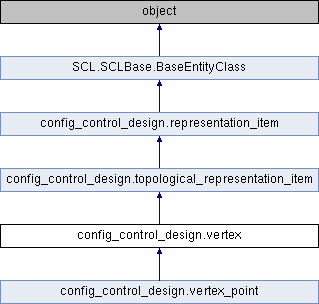 object
SCL.SCLBase.BaseEntityClass
config_control_design.representation_item
config_control_design.topological_representation_item
config_control_design.vertex
config_control_design.vertex_point